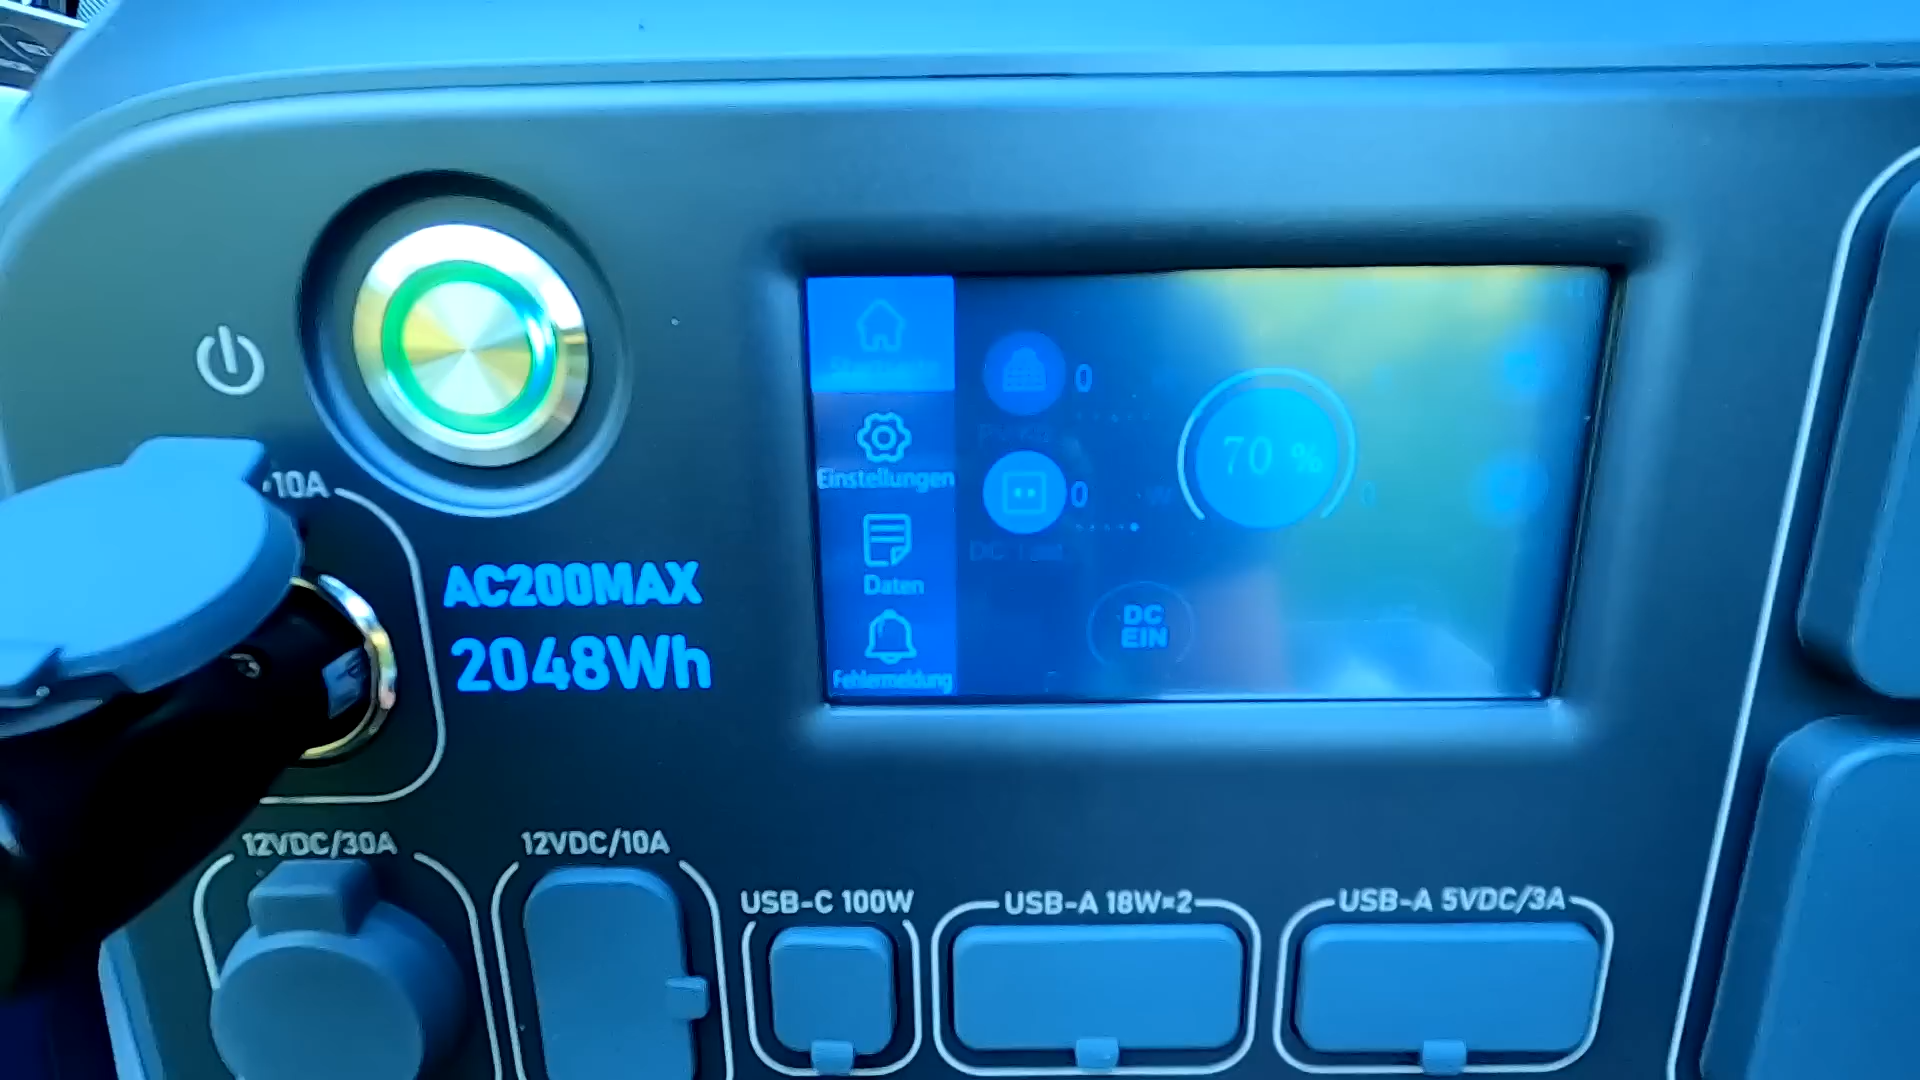 10A
AC200MAX
2048Wh
Einstellungen
Daten
Fehlermeldung
0
0 W
70 %
0
DC
EIN
12VDC/30A
12VDC/10A
USB-C 100W
USB-A 18W×2
USB-A 5VDC/3A